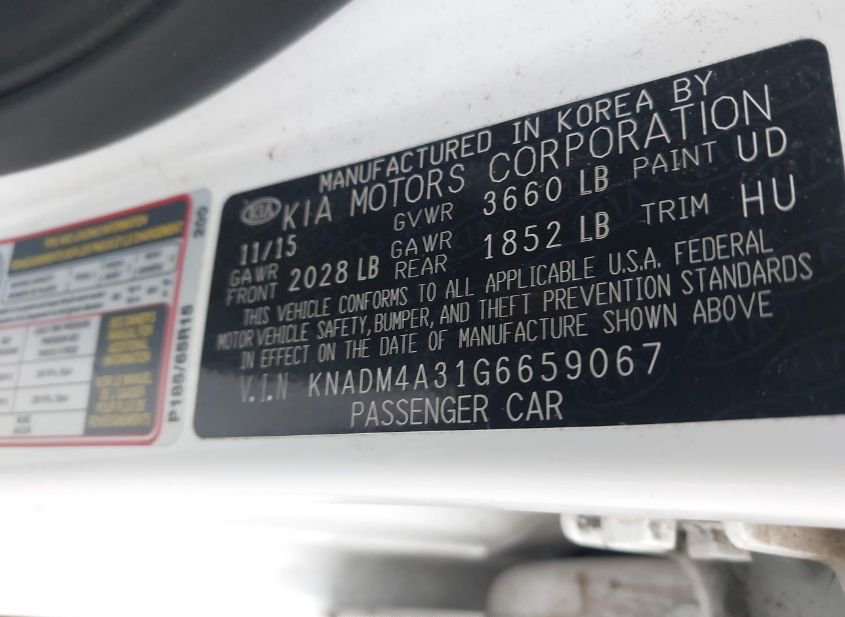 MANUFACTURED IN KOREA BY
KIA KIA MOTORS CORPORATION
11/15 GVWR 3660 LB PAINT UD
GAWR FRONT 2028 LB GAWR REAR 1852 LB TRIM HU
THIS VEHICLE CONFORMS TO ALL APPLICABLE U.S.A. FEDERAL
MOTOR VEHICLE SAFETY, BUMPER, AND THEFT PREVENTION STANDARDS
IN EFFECT ON THE DATE OF MANUFACTURE SHOWN ABOVE
V.I.N KNADM4A31G6659067
PASSENGER CAR
200
P185/65R15